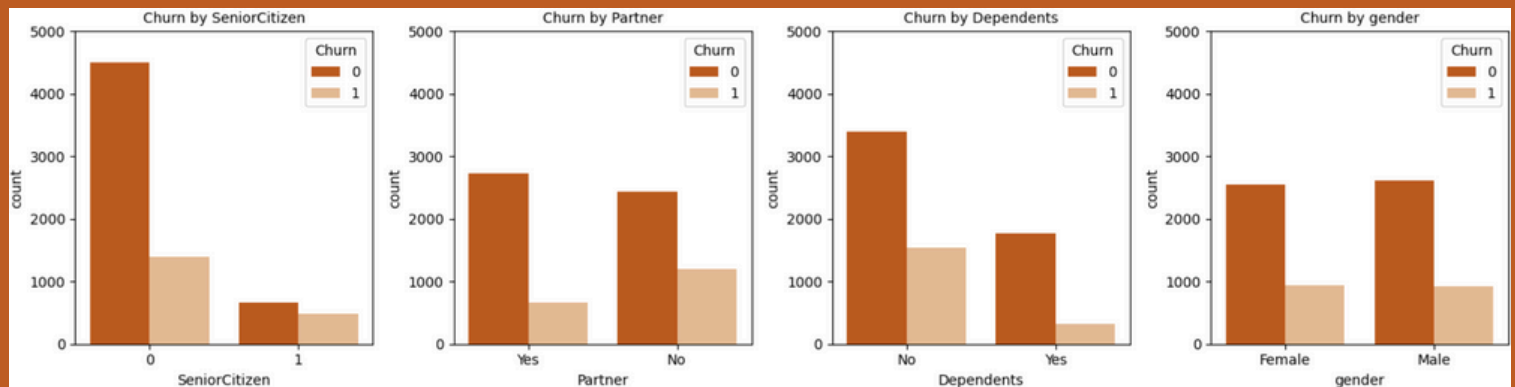 Churn by SeniorCitizen
5000
4000
3000
2000
1000
0
count
Churn
0
1
0 1
SeniorCitizen
Churn by Partner
5000
4000
3000
2000
1000
0
count
Churn
0
1
Yes No
Partner
Churn by Dependents
5000
4000
3000
2000
1000
0
count
Churn
0
1
No Yes
Dependents
Churn by gender
5000
4000
3000
2000
1000
0
count
Churn
0
1
Female Male
gender